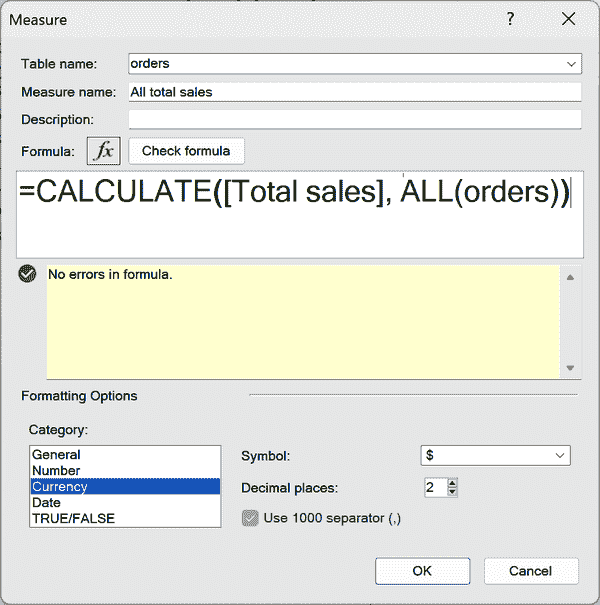 Measure ?
Table name: orders
Measure name: All total sales
Description:
Formula: fx Check formula
=CALCULATE([Total sales], ALL(orders))
No errors in formula.
Formatting Options
Category:
General
Number
Currency
Date
TRUE/FALSE
Symbol: $
Decimal places: 2
Use 1000 separator (,)
OK Cancel